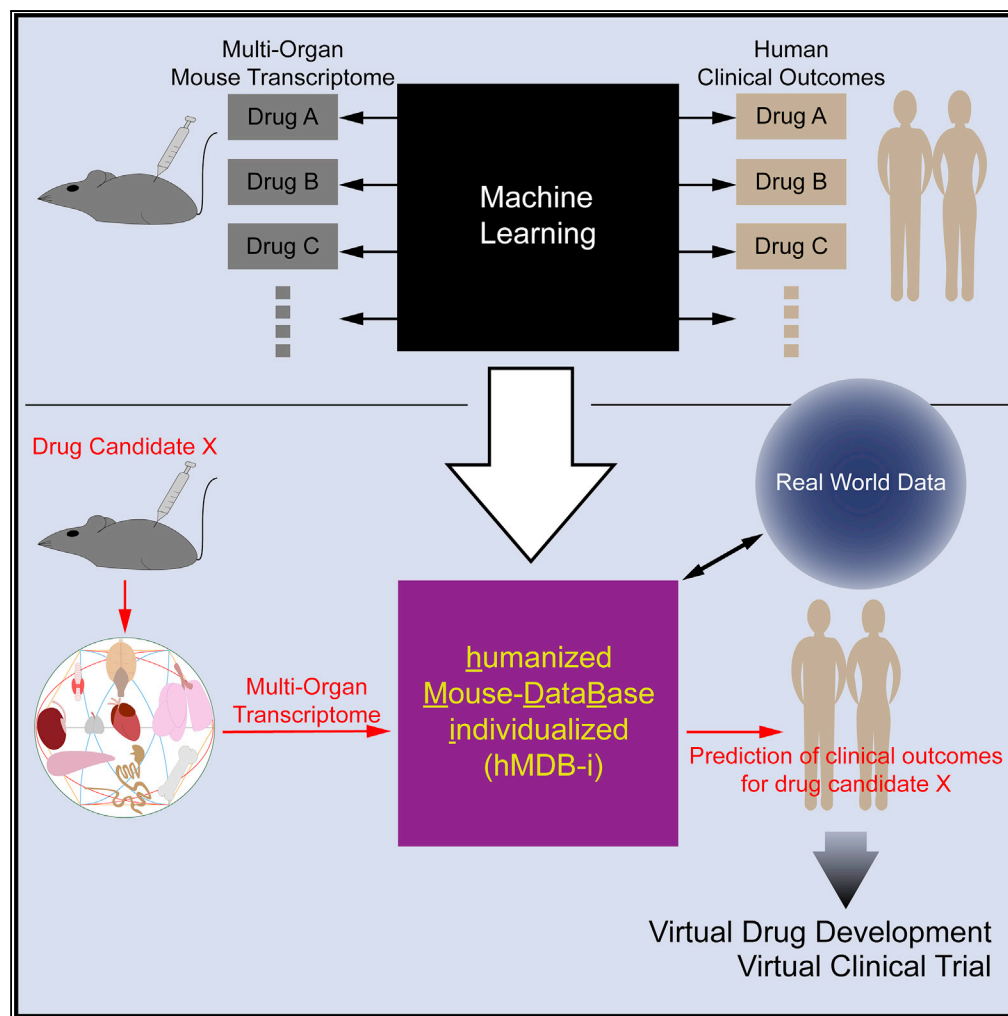 Multi-Organ
Mouse Transcriptome
Human
Clinical Outcomes
Drug A
Drug B
Drug C
Machine
Learning
Drug A
Drug B
Drug C
Drug Candidate X
Real World Data
Multi-Organ
Transcriptome
humanized
Mouse-DataBase
individualized
(hMDB-i)
Prediction of clinical outcomes
for drug candidate X
Virtual Drug Development
Virtual Clinical Trial